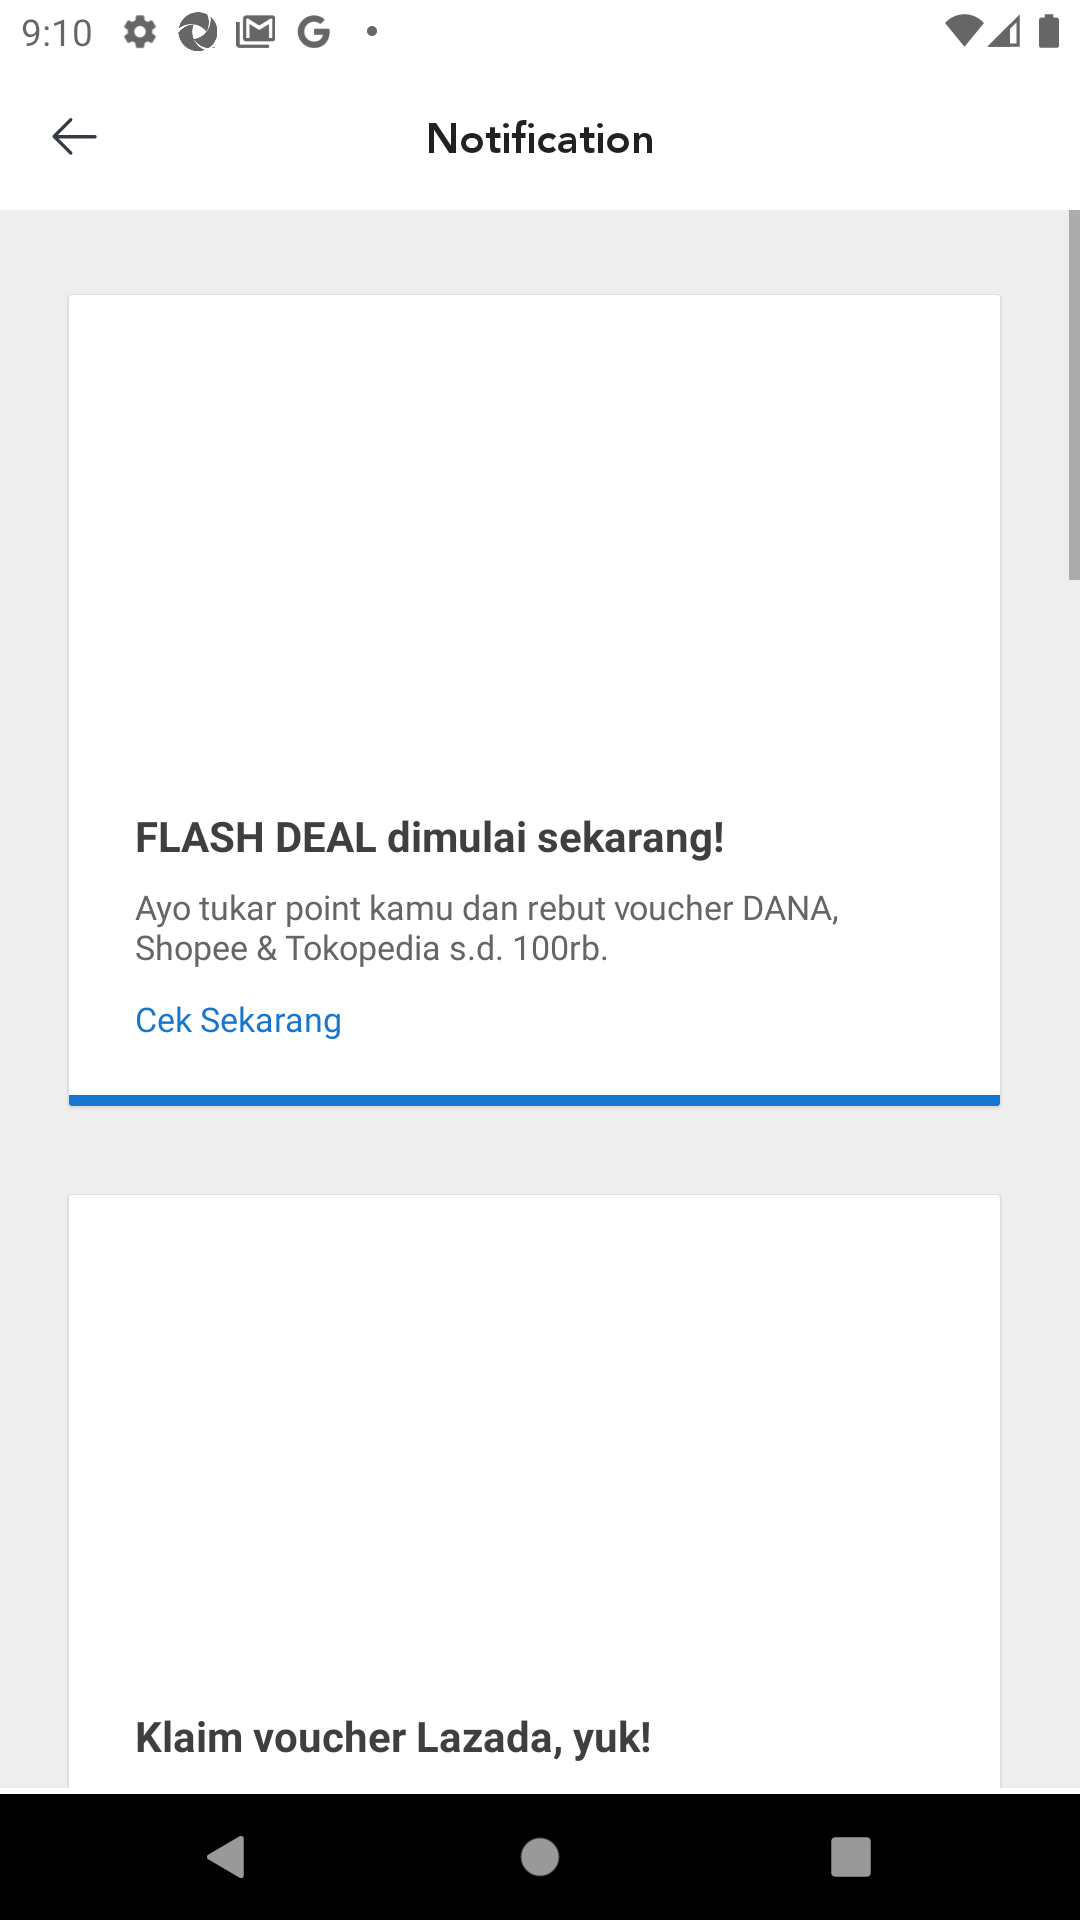 9:10
Notification
FLASH DEAL dimulai sekarang!
Ayo tukar point kamu dan rebut voucher DANA,
Shopee & Tokopedia s.d. 100rb.
Cek Sekarang
Klaim voucher Lazada, yuk!